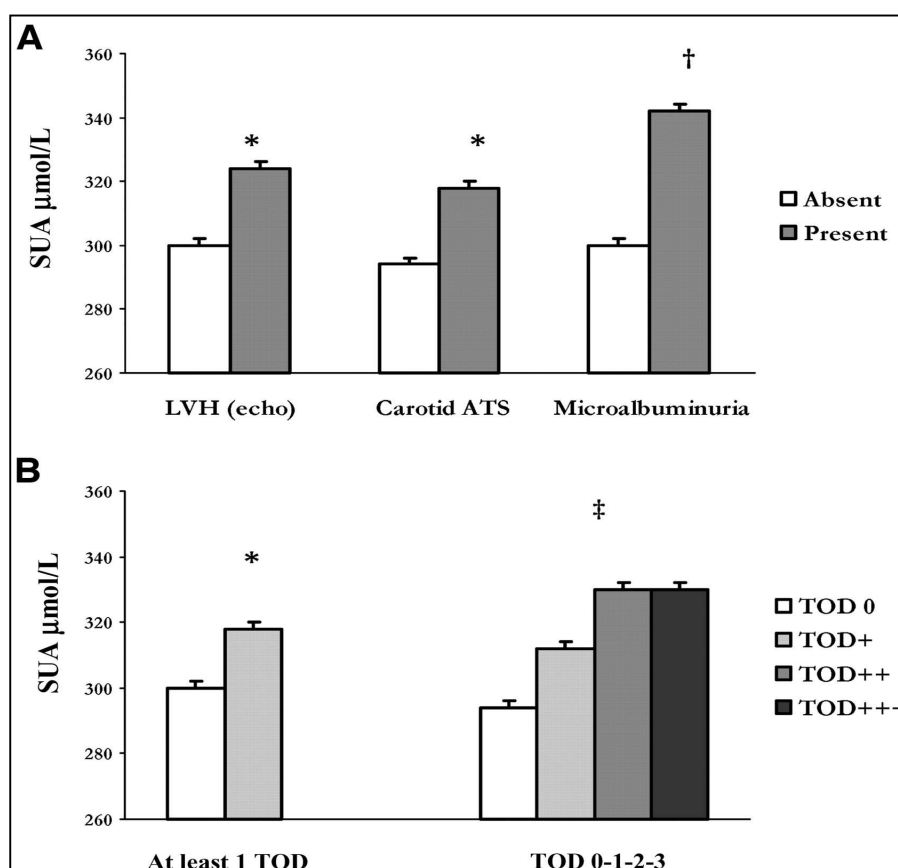 A
SUA µmol/L
360
340
320
300
280
260
*
*
†
LVH (echo)
Carotid ATS
Microalbuminuria
Absent
Present
B
SUA µmol/L
360
340
320
300
280
260
*
‡
At least 1 TOD
TOD 0-1-2-3
TOD 0
TOD+
TOD++
TOD+++